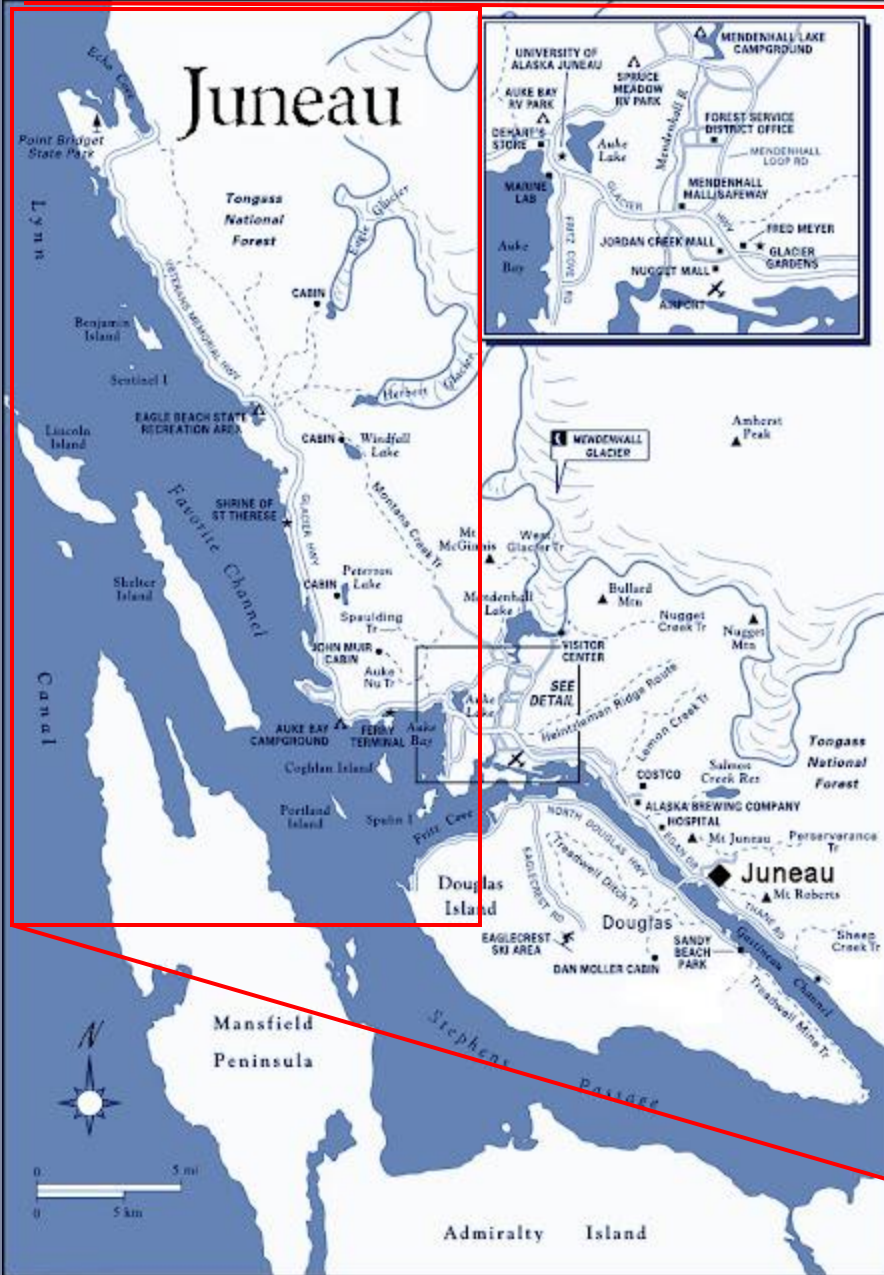 Juneau
Echo Cove
Point Bridget
State Park
Lynn
Canal
Tongass
National
Forest
Eagle Glacier
VETERANS MEMORIAL HWY
CABIN
Benjamin
Island
Sentinel I
Herbert Glacier
EAGLE BEACH STATE
RECREATION AREA
Lincoln
Island
CABIN
Windfall
Lake
Favorite Channel
SHRINE OF
ST THERESE
GLACIER HWY
Montana Creek Tr
Shelter
Island
CABIN
Peterson
Lake
Spaulding
Tr
JOHN MUIR
CABIN
Auke
Nu Tr
AUKE BAY
CAMPGROUND
FERRY
TERMINAL
Auke
Bay
Auke
Lake
Coghlan Island
Portland
Island
Spuhn I
Fritz Cove
Douglas
Island
UNIVERSITY OF
ALASKA JUNEAU
MENDENHALL LAKE
CAMPGROUND
SPRUCE
MEADOW
RV PARK
AUKE BAY
RV PARK
DEHART'S
STORE
Auke
Lake
Mendenhall R
FOREST SERVICE
DISTRICT OFFICE
MENDENHALL
LOOP RD
MARINE
LAB
GLACIER
HWY
MENDENHALL
MALL/SAFEWAY
Auke
Bay
FRITZ COVE RD
JORDAN CREEK MALL
FRED MEYER
GLACIER
GARDENS
NUGGET MALL
AIRPORT
MENDENHALL
GLACIER
Amherst
Peak
Mt
McGinnis
West
Glacier Tr
Mendenhall
Lake
Bullard
Mtn
Nugget
Creek Tr
Nugget
Mtn
VISITOR
CENTER
SEE
DETAIL
Heintzleman Ridge Route
Lemon Creek Tr
Tongass
National
Forest
Salmon
Creek Res
COSTCO
ALASKA BREWING COMPANY
HOSPITAL
Mt Juneau
Perserverance
Tr
EGAN DR
Juneau
Mt Roberts
NORTH DOUGLAS HWY
Treadwell Ditch Tr
EAGLECREST RD
Douglas
THANE RD
Sheep
Creek Tr
EAGLECREST
SKI AREA
SANDY
BEACH
PARK
Gastineau Channel
DAN MOLLER CABIN
Treadwell Mine Tr
Mansfield
Peninsula
Stephens Passage
N
0 5 mi
0 5 km
Admiralty Island